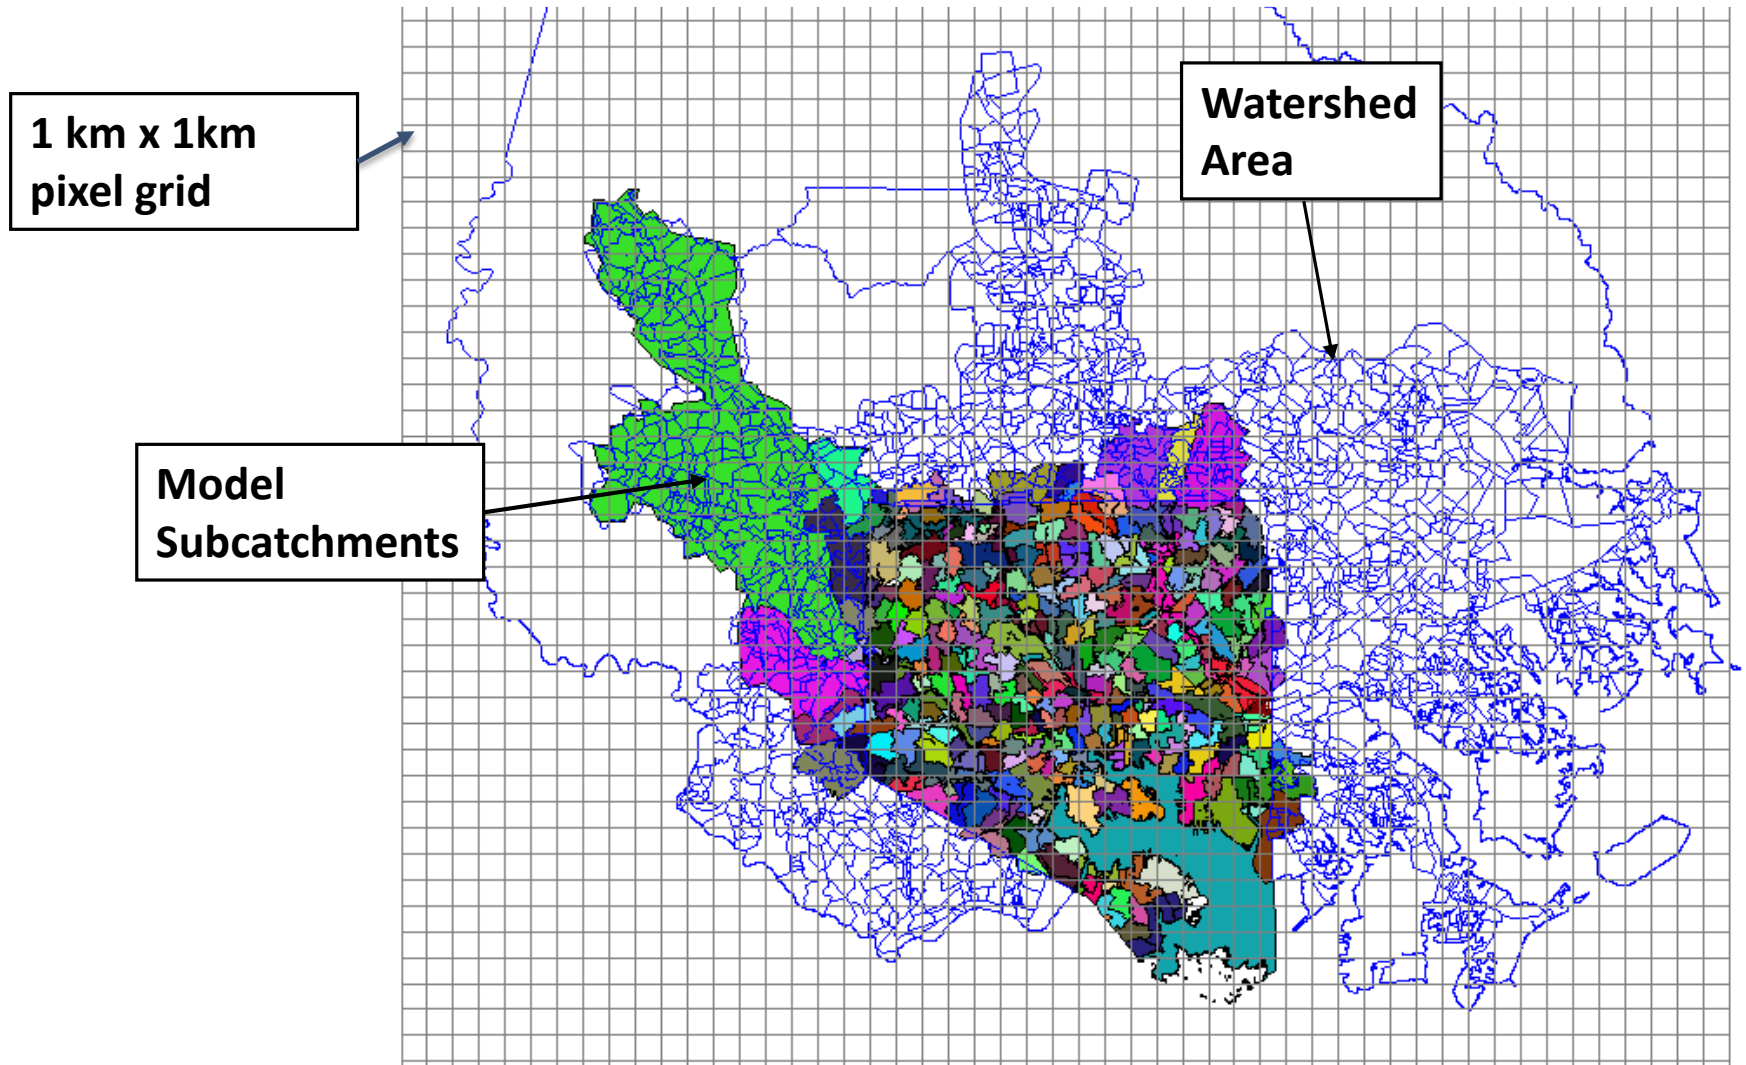 1 km x 1km
pixel grid
Watershed
Area
Model
Subcatchments